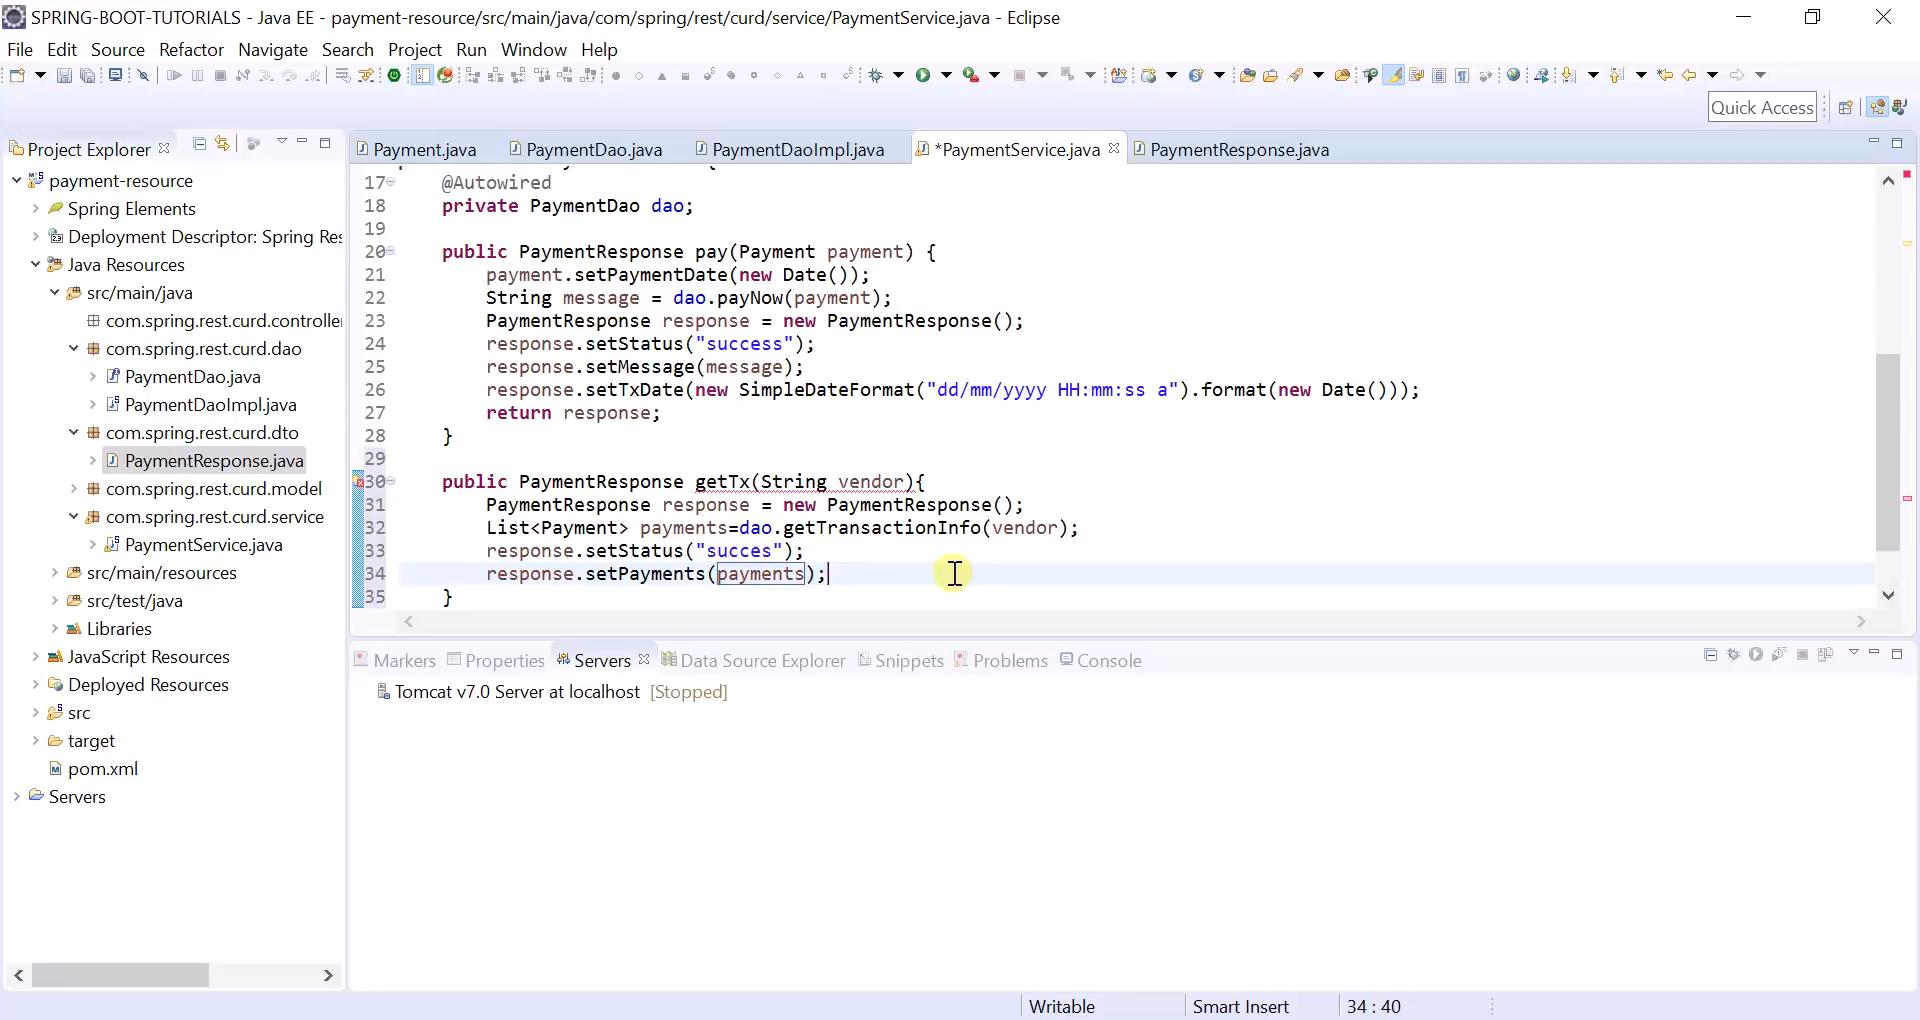 SPRING-BOOT-TUTORIALS - Java EE - payment-resource/src/main/java/com/spring/rest/curd/service/PaymentService.java - Eclipse
File Edit Source Refactor Navigate Search Project Run Window Help
Quick Access
Project Explorer
payment-resource
Spring Elements
Deployment Descriptor: Spring Res
Java Resources
src/main/java
com.spring.rest.curd.controlle
com.spring.rest.curd.dao
PaymentDao.java
PaymentDaoImpl.java
com.spring.rest.curd.dto
PaymentResponse.java
com.spring.rest.curd.model
com.spring.rest.curd.service
PaymentService.java
src/main/resources
src/test/java
Libraries
JavaScript Resources
Deployed Resources
src
target
pom.xml
Servers
Payment.java PaymentDao.java PaymentDaoImpl.java *PaymentService.java PaymentResponse.java
17 @Autowired
18 private PaymentDao dao;
19
20 public PaymentResponse pay(Payment payment) {
21 payment.setPaymentDate(new Date());
22 String message = dao.payNow(payment);
23 PaymentResponse response = new PaymentResponse();
24 response.setStatus("success");
25 response.setMessage(message);
26 response.setTxDate(new SimpleDateFormat("dd/mm/yyyy HH:mm:ss a").format(new Date()));
27 return response;
28 }
29
30 public PaymentResponse getTx(String vendor){
31 PaymentResponse response = new PaymentResponse();
32 List<Payment> payments=dao.getTransactionInfo(vendor);
33 response.setStatus("succes");
34 response.setPayments(payments);
35 }
Markers Properties Servers Data Source Explorer Snippets Problems Console
Tomcat v7.0 Server at localhost [Stopped]
Writable Smart Insert 34 : 40